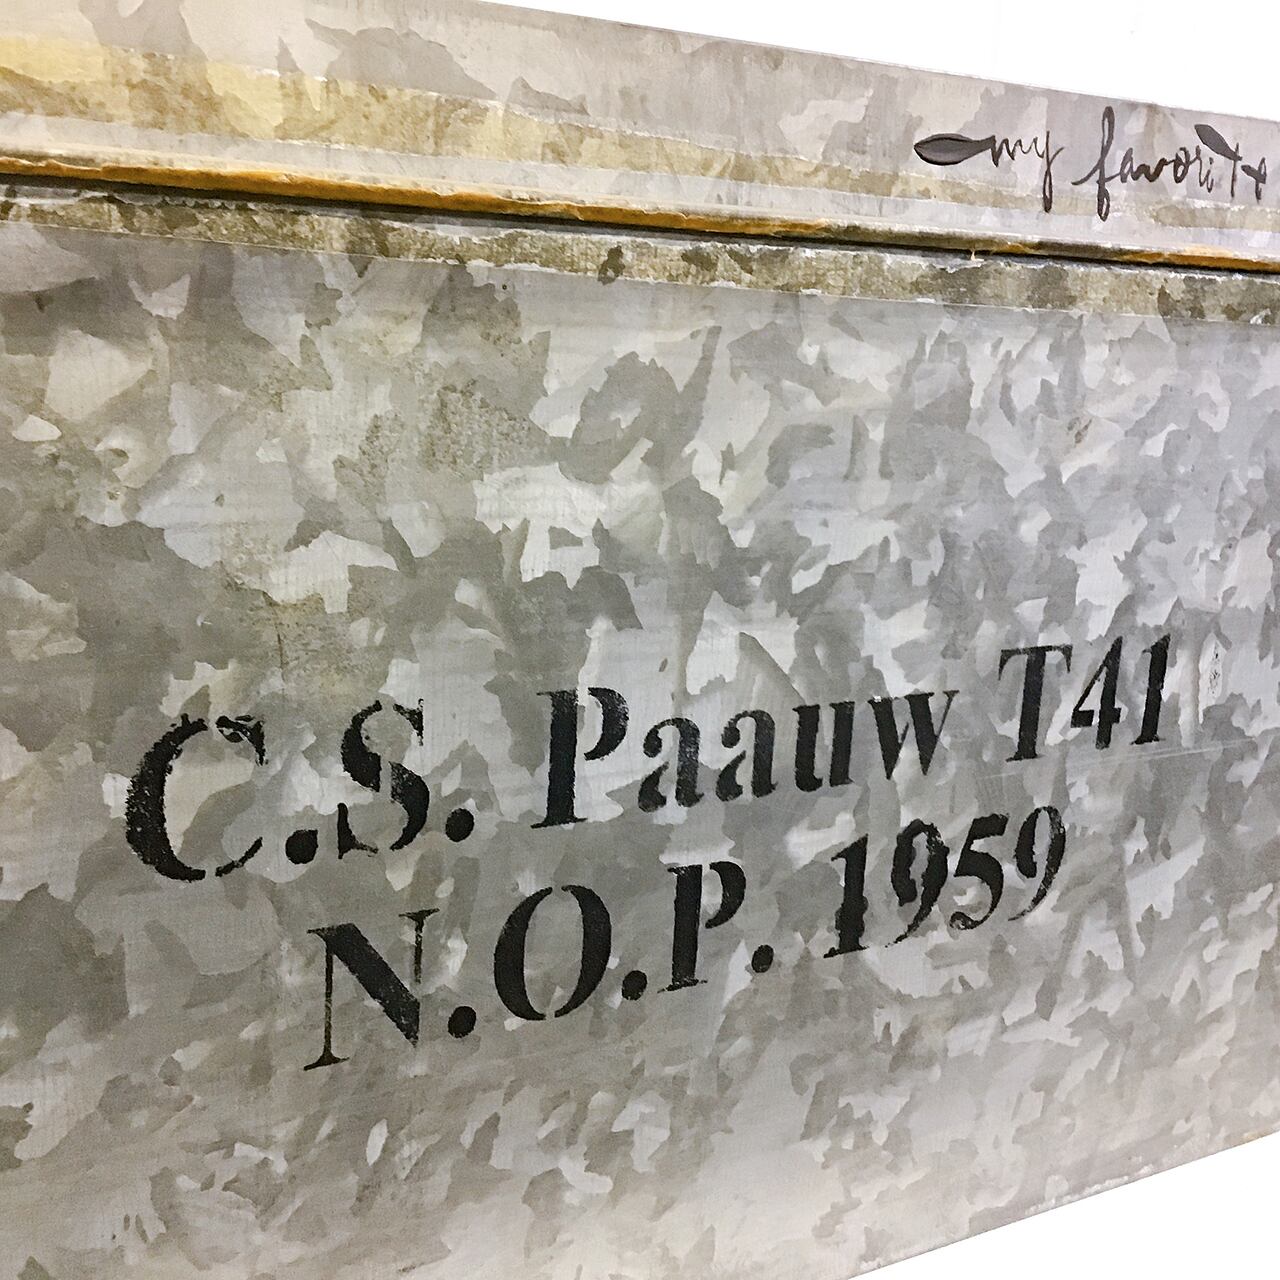 my favorite
C.S. Paauw T41
N.O.P. 1959